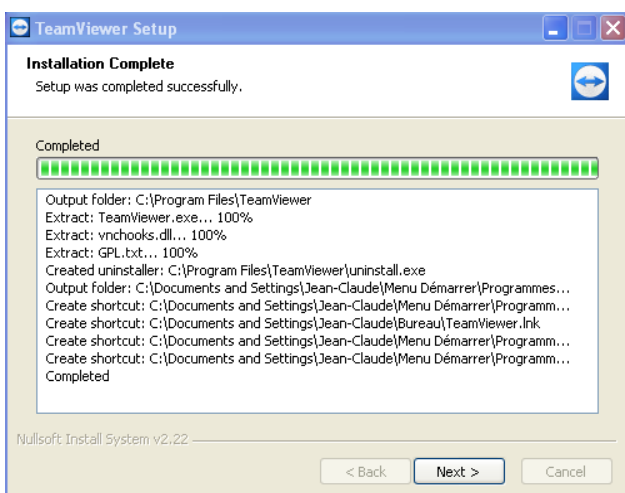 TeamViewer Setup
Installation Complete
Setup was completed successfully.
Completed
Output folder: C:\Program Files\TeamViewer
Extract: TeamViewer.exe... 100%
Extract: vnchooks.dll... 100%
Extract: GPL.txt... 100%
Created uninstaller: C:\Program Files\TeamViewer\uninstall.exe
Output folder: C:\Documents and Settings\Jean-Claude\Menu Démarrer\Programmes...
Create shortcut: C:\Documents and Settings\Jean-Claude\Menu Démarrer\Programm...
Create shortcut: C:\Documents and Settings\Jean-Claude\Bureau\TeamViewer.lnk
Create shortcut: C:\Documents and Settings\Jean-Claude\Menu Démarrer\Programm...
Create shortcut: C:\Documents and Settings\Jean-Claude\Menu Démarrer\Programm...
Completed
Nullsoft Install System v2.22
< Back Next > Cancel